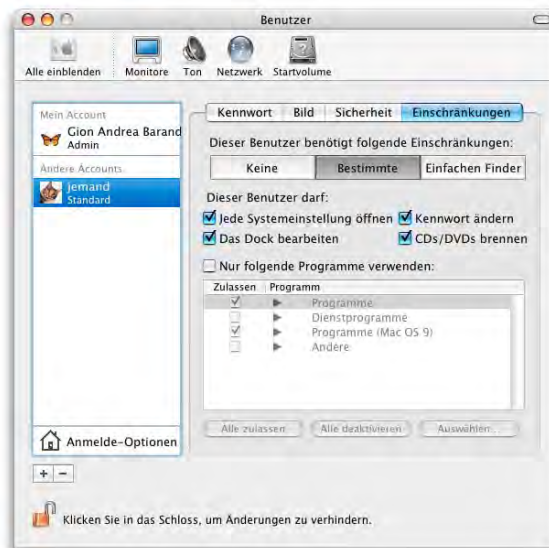 Benutzer
Alle einblenden Monitore Ton Netzwerk Startvolume
Mein Account
Gion Andrea Barand
Admin
Andere Accounts
jemand
Standard
Anmelde-Optionen
Kennwort Bild Sicherheit Einschränkungen
Dieser Benutzer benötigt folgende Einschränkungen:
Keine Bestimmte Einfachen Finder
Dieser Benutzer darf:
Jede Systemeinstellung öffnen Kennwort ändern
Das Dock bearbeiten CDs/DVDs brennen
Nur folgende Programme verwenden:
Zulassen Programm
Programme
Dienstprogramme
Programme (Mac OS 9)
Andere
Alle zulassen Alle deaktivieren Auswählen...
Klicken Sie in das Schloss, um Änderungen zu verhindern.